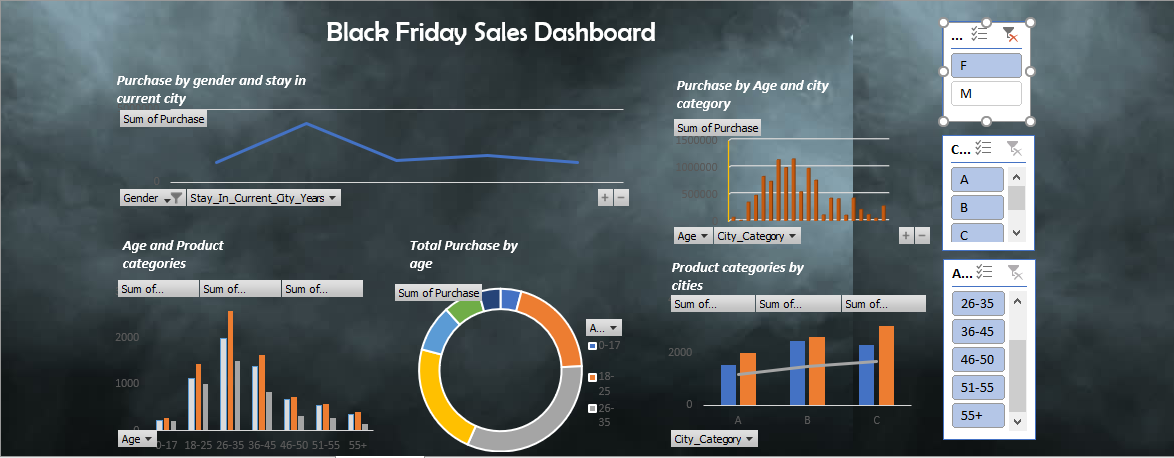 Black Friday Sales Dashboard
Purchase by gender and stay in
current city
Sum of Purchase
0
Gender
Stay_In_Current_City_Years
+ −
Purchase by Age and city
category
Sum of Purchase
1500000
1000000
500000
Age
City_Category
+ −
Age and Product
categories
Sum of... Sum of... Sum of...
2000
1000
0
0-17 18-25 26-35 36-45 46-50 51-55 55+
Age
Total Purchase by
age
Sum of Purchase
A...
0-17
18-
25
26-
35
Product categories by
cities
Sum of... Sum of... Sum of...
2000
0
A B C
City_Category
...
F
M
C...
A
B
C
A...
26-35
36-45
46-50
51-55
55+